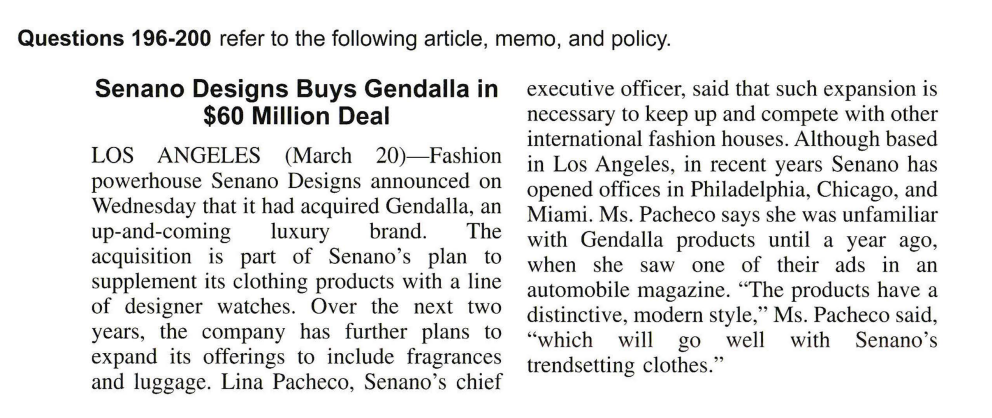 Questions 196-200 refer to the following article, memo, and policy.
Senano Designs Buys Gendalla in
$60 Million Deal
LOS ANGELES (March 20)—Fashion
powerhouse Senano Designs announced on
Wednesday that it had acquired Gendalla, an
up-and-coming luxury brand. The
acquisition is part of Senano's plan to
supplement its clothing products with a line
of designer watches. Over the next two
years, the company has further plans to
expand its offerings to include fragrances
and luggage. Lina Pacheco, Senano's chief
executive officer, said that such expansion is
necessary to keep up and compete with other
international fashion houses. Although based
in Los Angeles, in recent years Senano has
opened offices in Philadelphia, Chicago, and
Miami. Ms. Pacheco says she was unfamiliar
with Gendalla products until a year ago,
when she saw one of their ads in an
automobile magazine. “The products have a
distinctive, modern style,” Ms. Pacheco said,
“which will go well with Senano's
trendsetting clothes.”